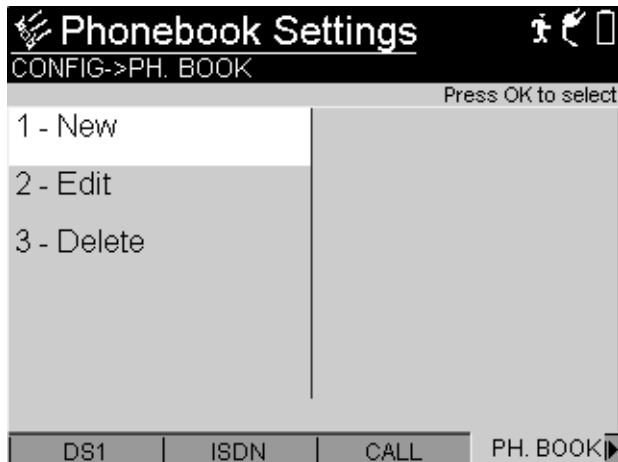 Phonebook Settings
CONFIG->PH. BOOK
Press OK to select
1 - New
2 - Edit
3 - Delete
DS1 ISDN CALL PH. BOOK